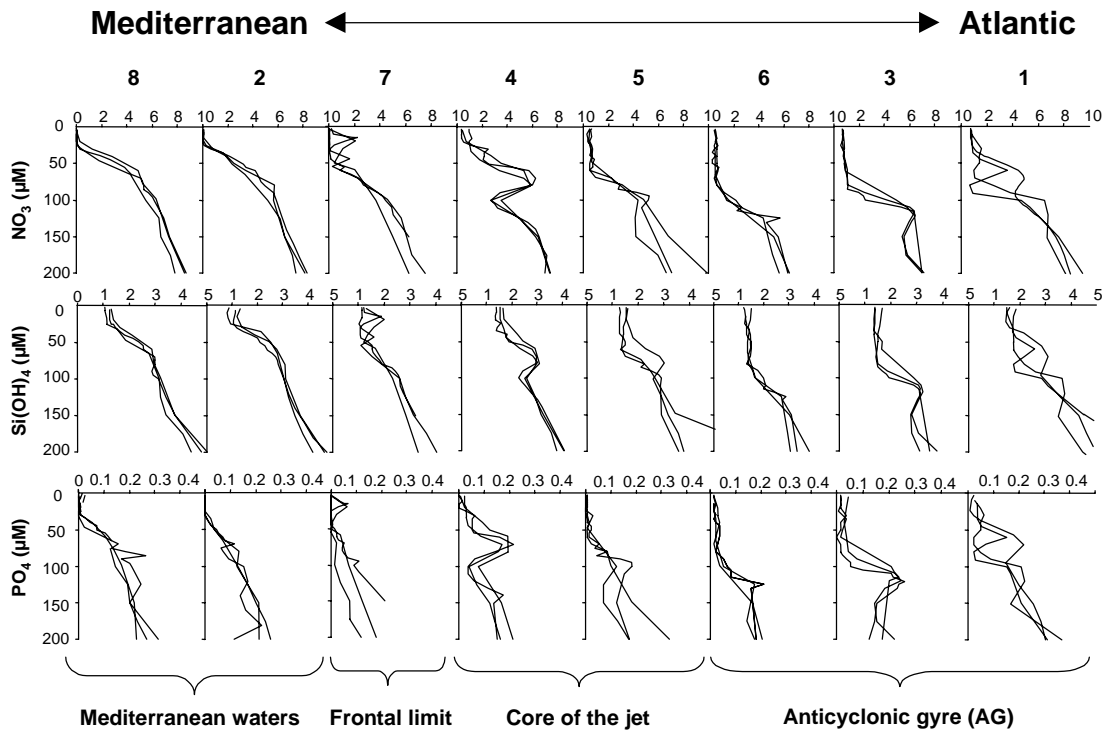 Mediterranean Atlantic
8 2 7 4 5 6 3 1
0 2 4 6 8 10 2 4 6 8 10 2 4 6 8 10 2 4 6 8 10 2 4 6 8 10 2 4 6 8 10 2 4 6 8 10 2 4 6 8 10
NO3 (µM)
0
50
100
150
200
0 1 2 3 4 5 1 2 3 4 5 1 2 3 4 5 1 2 3 4 5 1 2 3 4 5 1 2 3 4 5 1 2 3 4 5 1 2 3 4 5
Si(OH)4 (µM)
0
50
100
150
200
0 0.1 0.2 0.3 0.4 0 0.1 0.2 0.3 0.4 0 0.1 0.2 0.3 0.4 0 0.1 0.2 0.3 0.4 0 0.1 0.2 0.3 0.4 0 0.1 0.2 0.3 0.4 0 0.1 0.2 0.3 0.4 0 0.1 0.2 0.3 0.4 0.5
PO4 (µM)
0
50
100
150
200
Mediterranean waters Frontal limit Core of the jet Anticyclonic gyre (AG)